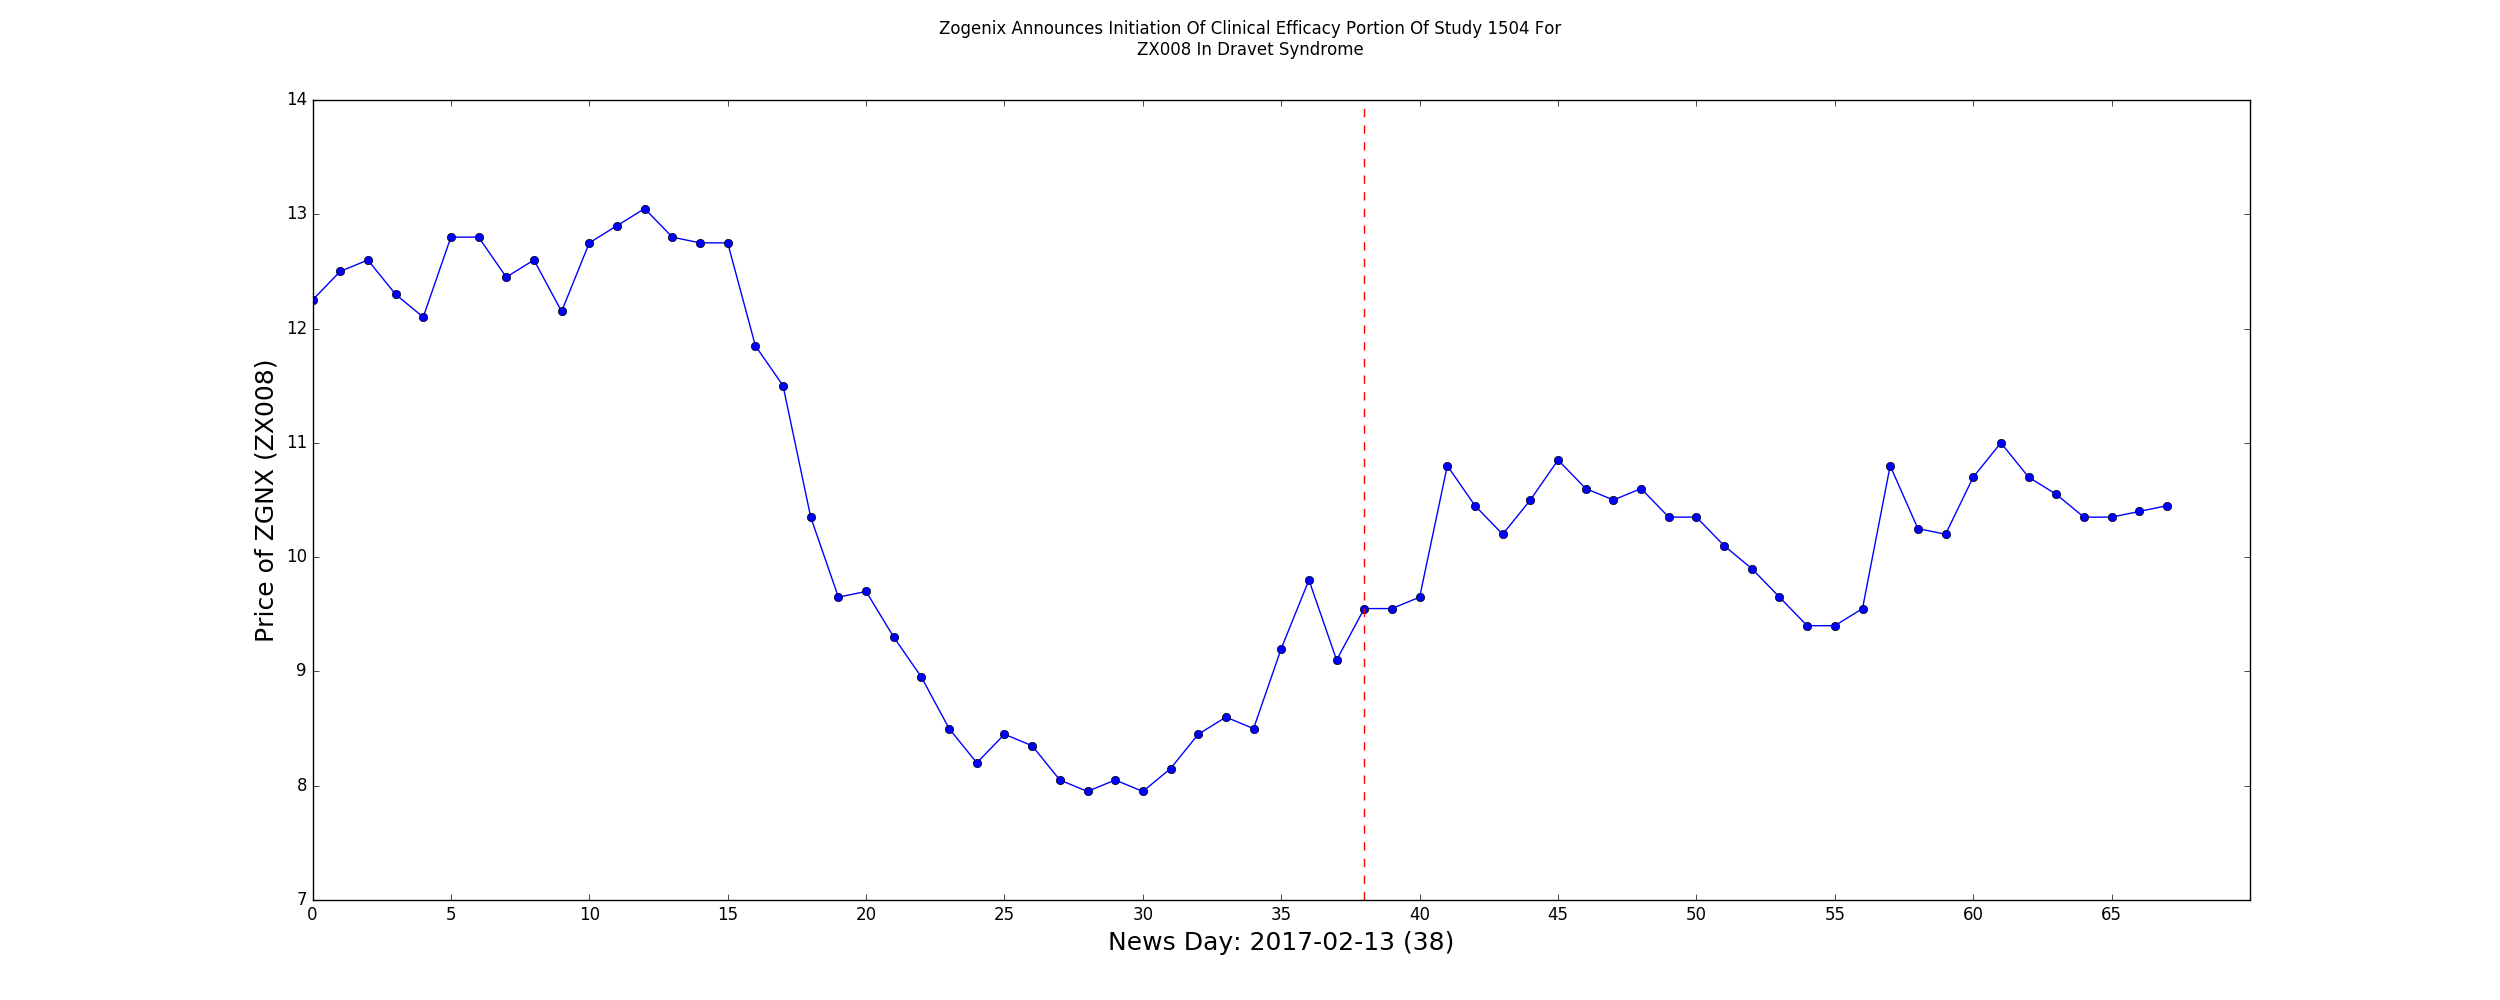 Zogenix Announces Initiation Of Clinical Efficacy Portion Of Study 1504 For
ZX008 In Dravet Syndrome
Price of ZGNX (ZX008)
14
13
12
11
10
9
8
7
0 5 10 15 20 25 30 35 40 45 50 55 60 65
News Day: 2017-02-13 (38)